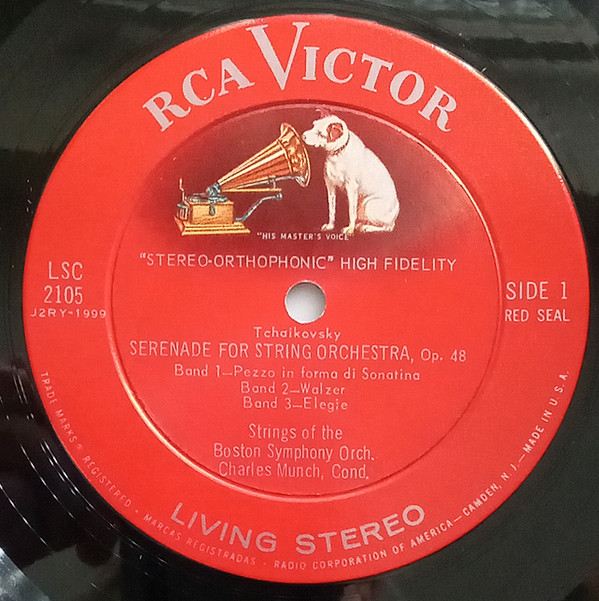 RCA VICTOR
"HIS MASTER'S VOICE"
"STEREO-ORTHOPHONIC" HIGH FIDELITY
LSC
2105
J2RY-1999
SIDE 1
RED SEAL
Tchaikovsky
SERENADE FOR STRING ORCHESTRA, Op. 48
Band 1—Pezzo in forma di Sonatina
Band 2—Walzer
Band 3—Elegie
Strings of the
Boston Symphony Orch.
Charles Munch, Cond.
LIVING STEREO
TRADE MARKS ® REGISTERED - MARCAS REGISTRADAS - RADIO CORPORATION OF AMERICA—CAMDEN, N. J.—MADE IN U.S.A.